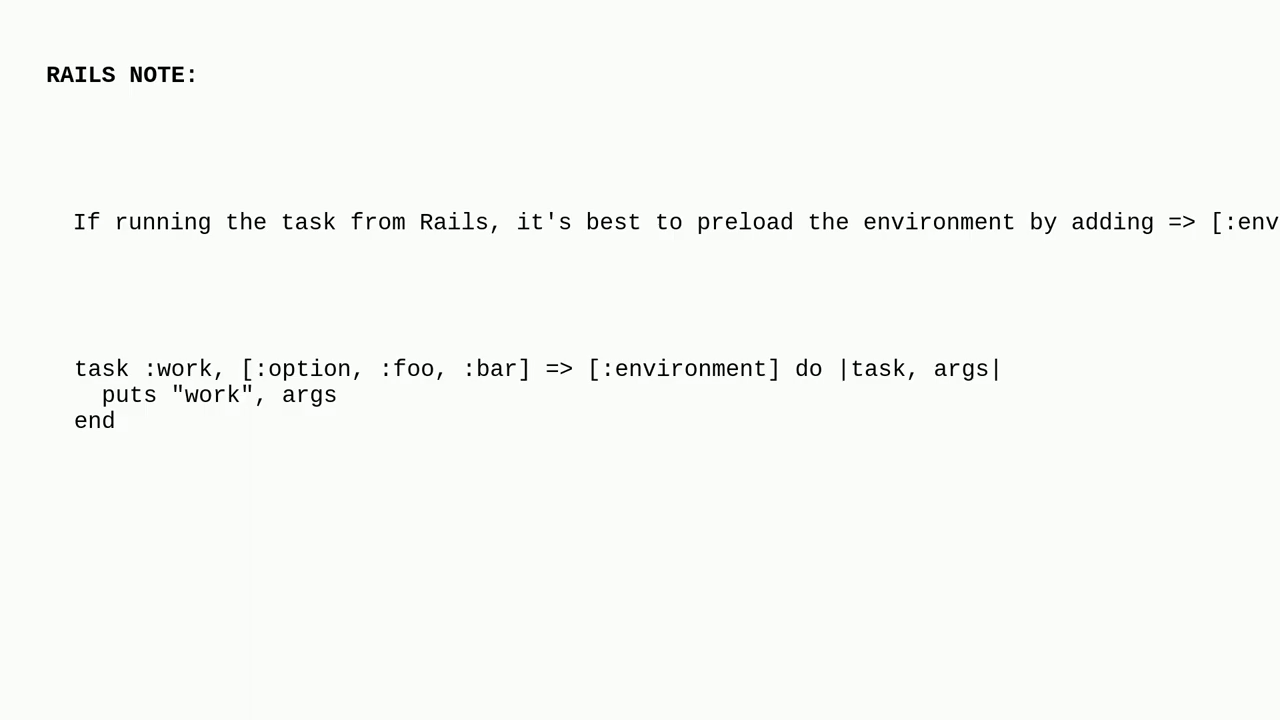 RAILS NOTE:
If running the task from Rails, it's best to preload the environment by adding => [:env
task :work, [:option, :foo, :bar] => [:environment] do |task, args|
  puts "work", args
end